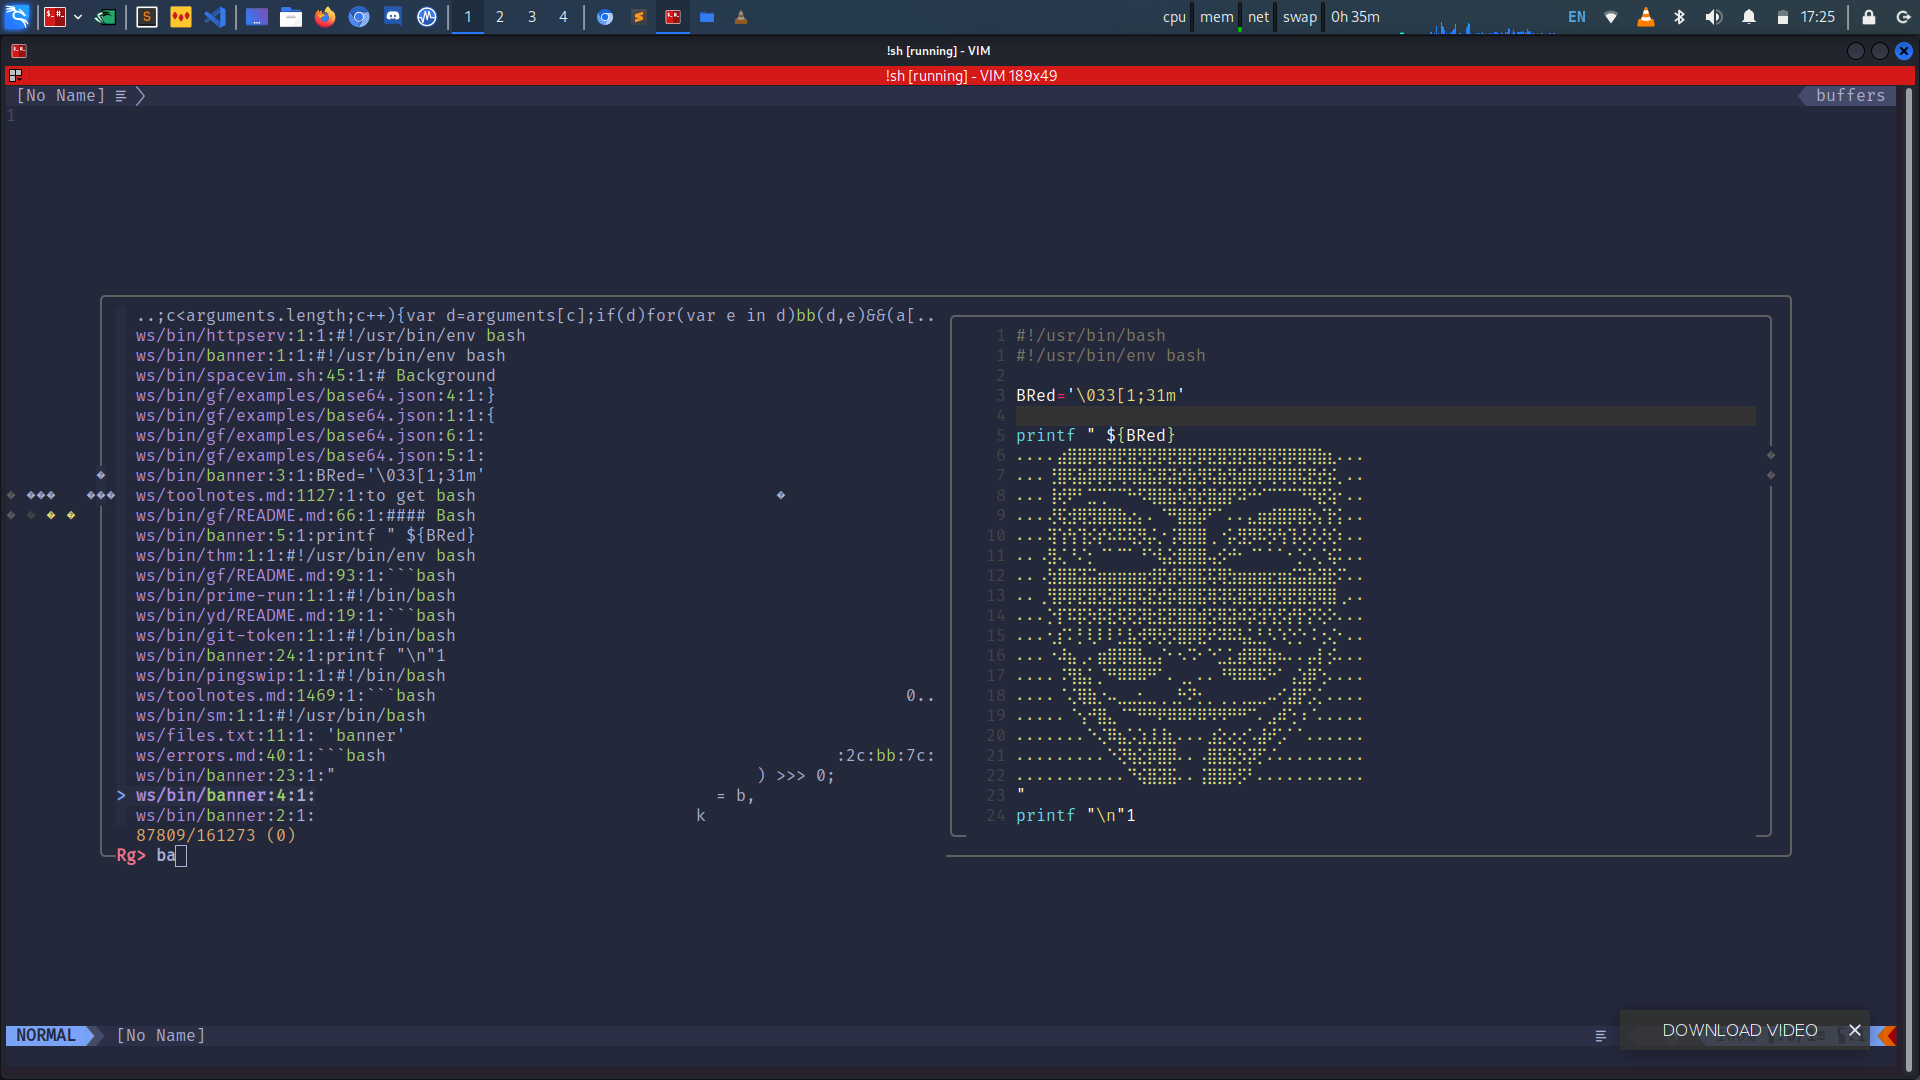 1 2 3 4 cpu mem net swap 0h 35m EN 17:25
!sh [running] - VIM
!sh [running] - VIM 189x49
[No Name] buffers
1
..;c<arguments.length;c++){var d=arguments[c];if(d)for(var e in d)bb(d,e)&&(a[..
ws/bin/httpserv:1:1:#!/usr/bin/env bash
ws/bin/banner:1:1:#!/usr/bin/env bash
ws/bin/spacevim.sh:45:1:# Background
ws/bin/gf/examples/base64.json:4:1:}
ws/bin/gf/examples/base64.json:1:1:{
ws/bin/gf/examples/base64.json:6:1:
ws/bin/gf/examples/base64.json:5:1:
ws/bin/banner:3:1:BRed='\033[1;31m'
ws/toolnotes.md:1127:1:to get bash
ws/bin/gf/README.md:66:1:#### Bash
ws/bin/banner:5:1:printf " ${BRed}
ws/bin/thm:1:1:#!/usr/bin/env bash
ws/bin/gf/README.md:93:1:```bash
ws/bin/prime-run:1:1:#!/bin/bash
ws/bin/yd/README.md:19:1:```bash
ws/bin/git-token:1:1:#!/bin/bash
ws/bin/banner:24:1:printf "\n"1
ws/bin/pingswip:1:1:#!/bin/bash
ws/toolnotes.md:1469:1:```bash 0..
ws/bin/sm:1:1:#!/usr/bin/bash
ws/files.txt:11:1: 'banner'
ws/errors.md:40:1:```bash :2c:bb:7c:
ws/bin/banner:23:1:" ) >>> 0;
> ws/bin/banner:4:1: = b,
ws/bin/banner:2:1: k
87809/161273 (0)
Rg> ba
1 #!/usr/bin/bash
1 #!/usr/bin/env bash
2
3 BRed='\033[1;31m'
4
5 printf " ${BRed}
6
7
8
9
10
11
12
13
14
15
16
17
18
19
20
21
22
23 "
24 printf "\n"1
NORMAL [No Name]
DOWNLOAD VIDEO